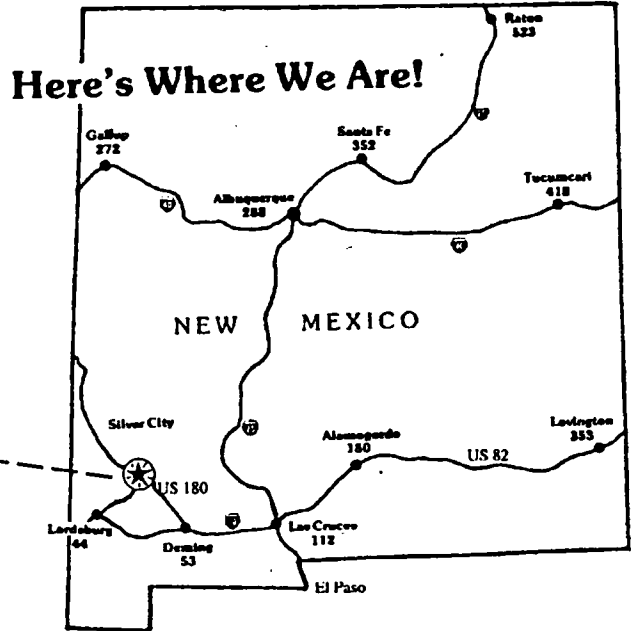 Raton
523
Here's Where We Are!
Gallup
272
Santa Fe
352
Albuquerque
288
Tucumcari
418
NEW MEXICO
Silver City
Alamogordo
180
US 82
Lovington
353
US 180
Lordsburg
44
Deming
53
Las Cruces
112
El Paso